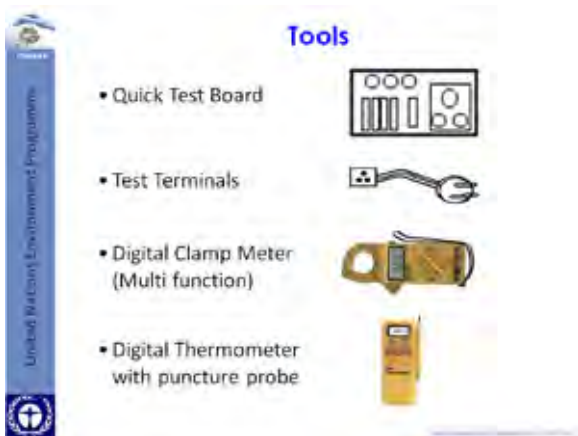 Tools
• Quick Test Board
• Test Terminals
• Digital Clamp Meter
(Multi function)
• Digital Thermometer
with puncture probe
United Nations Environment Programme